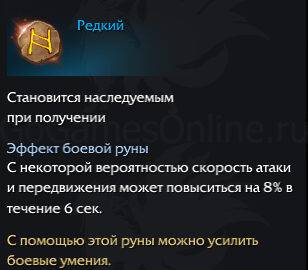 Редкий
Становится наследуемым
при получении
Эффект боевой руны
С некоторой вероятностью скорость атаки
и передвижения может повыситься на 8% в
течение 6 сек.
С помощью этой руны можно усилить
боевые умения.